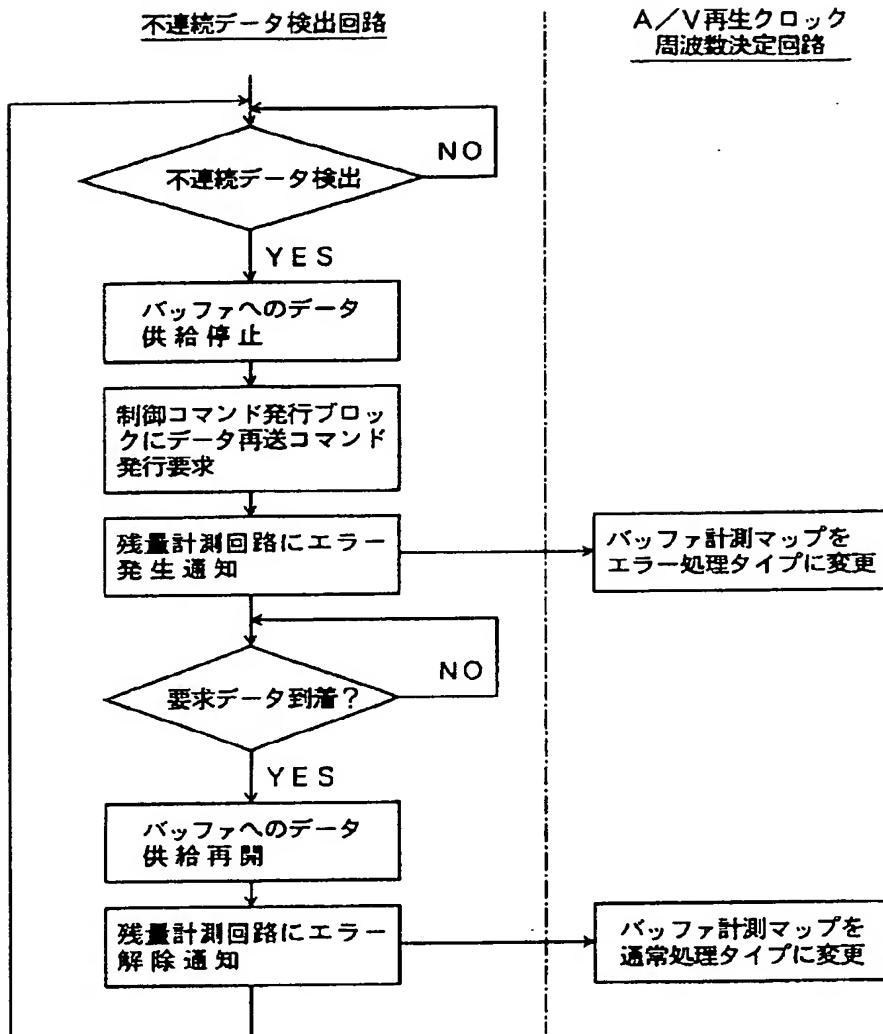 不連続データ検出回路
A／V再生クロック
周波数決定回路
NO
不連続データ検出
YES
バッファへのデータ
供給停止
制御コマンド発行ブロッ
クにデータ再送コマンド
発行要求
残量計測回路にエラー
発生通知
バッファ計測マップを
エラー処理タイプに変更
NO
要求データ到着？
YES
バッファへのデータ
供給再開
残量計測回路にエラー
解除通知
バッファ計測マップを
通常処理タイプに変更